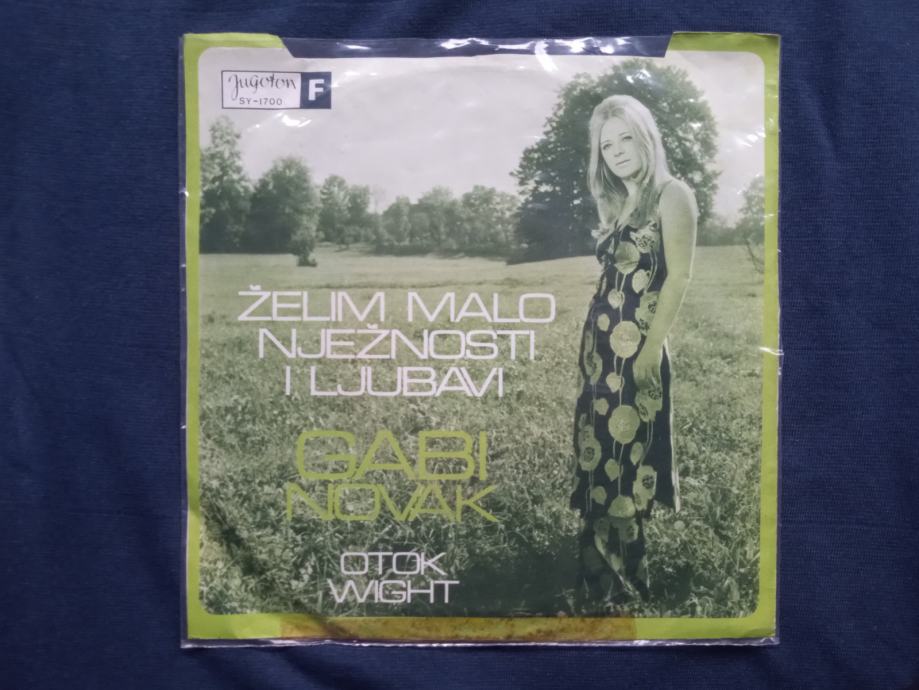 Jugoton F
SY-1700
ŽELIM MALO
NJEŽNOSTI
I LJUBAVI
GABI
NOVAK
OTOK
WIGHT